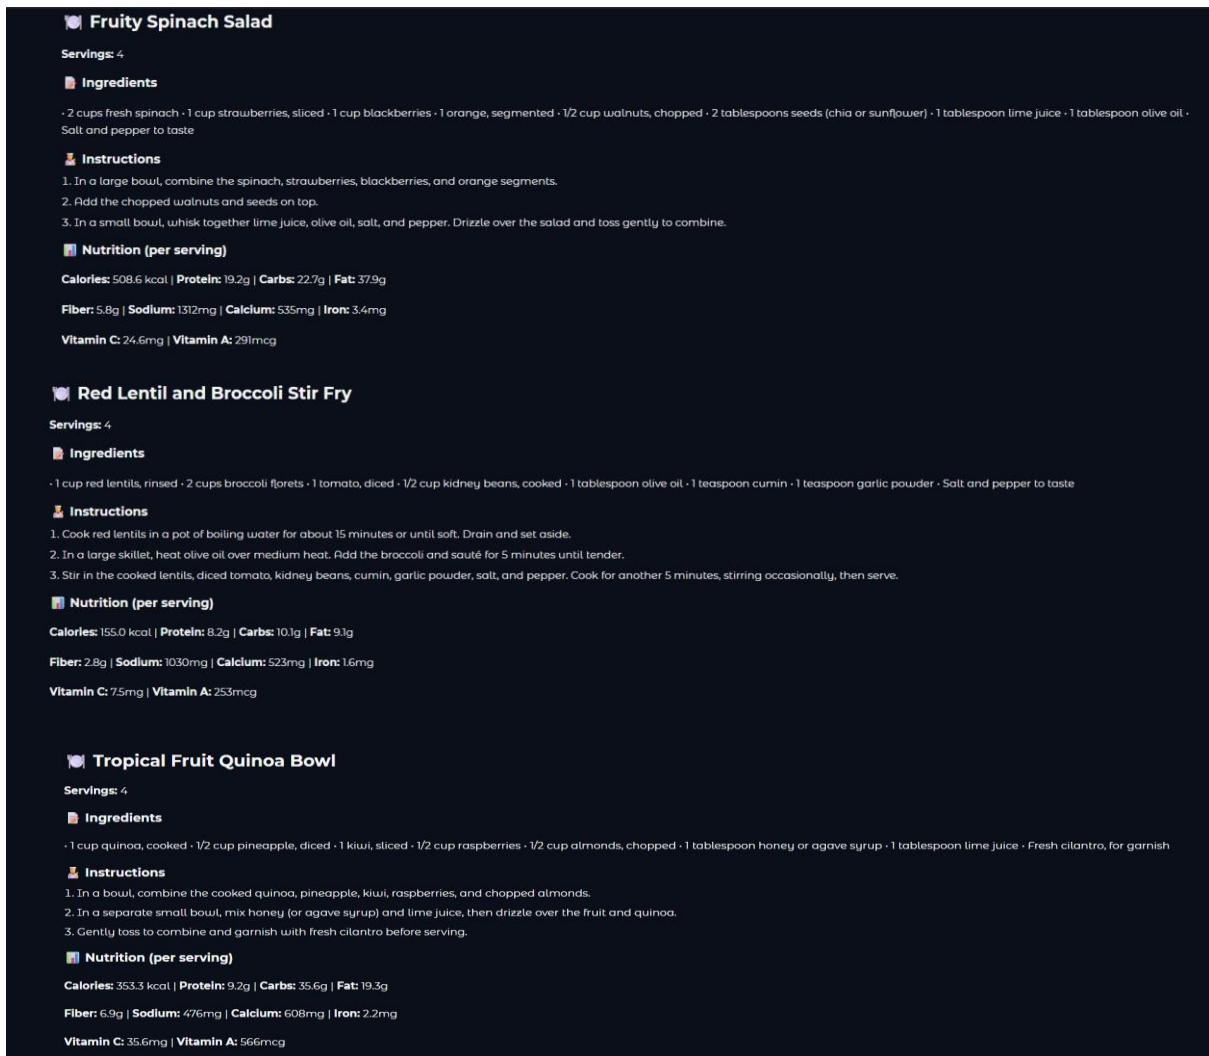 Fruity Spinach Salad
Servings: 4
Ingredients
• 2 cups fresh spinach • 1 cup strawberries, sliced • 1 cup blackberries • 1 orange, segmented • 1/2 cup walnuts, chopped • 2 tablespoons seeds (chia or sunflower) • 1 tablespoon lime juice • 1 tablespoon olive oil •
Salt and pepper to taste
Instructions
1. In a large bowl, combine the spinach, strawberries, blackberries, and orange segments.
2. Add the chopped walnuts and seeds on top.
3. In a small bowl, whisk together lime juice, olive oil, salt, and pepper. Drizzle over the salad and toss gently to combine.
Nutrition (per serving)
Calories: 508.6 kcal | Protein: 19.2g | Carbs: 22.7g | Fat: 37.9g
Fiber: 5.8g | Sodium: 1312mg | Calcium: 535mg | Iron: 3.4mg
Vitamin C: 24.6mg | Vitamin A: 291mcg
Red Lentil and Broccoli Stir Fry
Servings: 4
Ingredients
• 1 cup red lentils, rinsed • 2 cups broccoli florets • 1 tomato, diced • 1/2 cup kidney beans, cooked • 1 tablespoon olive oil • 1 teaspoon cumin • 1 teaspoon garlic powder • Salt and pepper to taste
Instructions
1. Cook red lentils in a pot of boiling water for about 15 minutes or until soft. Drain and set aside.
2. In a large skillet, heat olive oil over medium heat. Add the broccoli and sauté for 5 minutes until tender.
3. Stir in the cooked lentils, diced tomato, kidney beans, cumin, garlic powder, salt, and pepper. Cook for another 5 minutes, stirring occasionally, then serve.
Nutrition (per serving)
Calories: 155.0 kcal | Protein: 8.2g | Carbs: 10.1g | Fat: 9.1g
Fiber: 2.8g | Sodium: 1030mg | Calcium: 523mg | Iron: 1.6mg
Vitamin C: 7.5mg | Vitamin A: 253mcg
Tropical Fruit Quinoa Bowl
Servings: 4
Ingredients
• 1 cup quinoa, cooked • 1/2 cup pineapple, diced • 1 kiwi, sliced • 1/2 cup raspberries • 1/2 cup almonds, chopped • 1 tablespoon honey or agave syrup • 1 tablespoon lime juice • Fresh cilantro, for garnish
Instructions
1. In a bowl, combine the cooked quinoa, pineapple, kiwi, raspberries, and chopped almonds.
2. In a separate small bowl, mix honey (or agave syrup) and lime juice, then drizzle over the fruit and quinoa.
3. Gently toss to combine and garnish with fresh cilantro before serving.
Nutrition (per serving)
Calories: 353.3 kcal | Protein: 9.2g | Carbs: 35.6g | Fat: 19.3g
Fiber: 6.9g | Sodium: 476mg | Calcium: 608mg | Iron: 2.2mg
Vitamin C: 35.6mg | Vitamin A: 566mcg